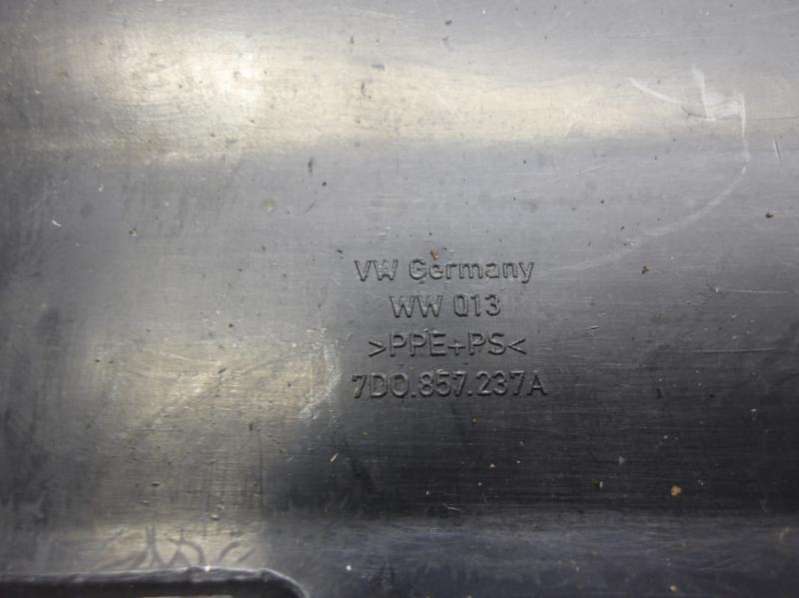 VW Germany
WW 013
>PPE+PS<
7D0.857.237A